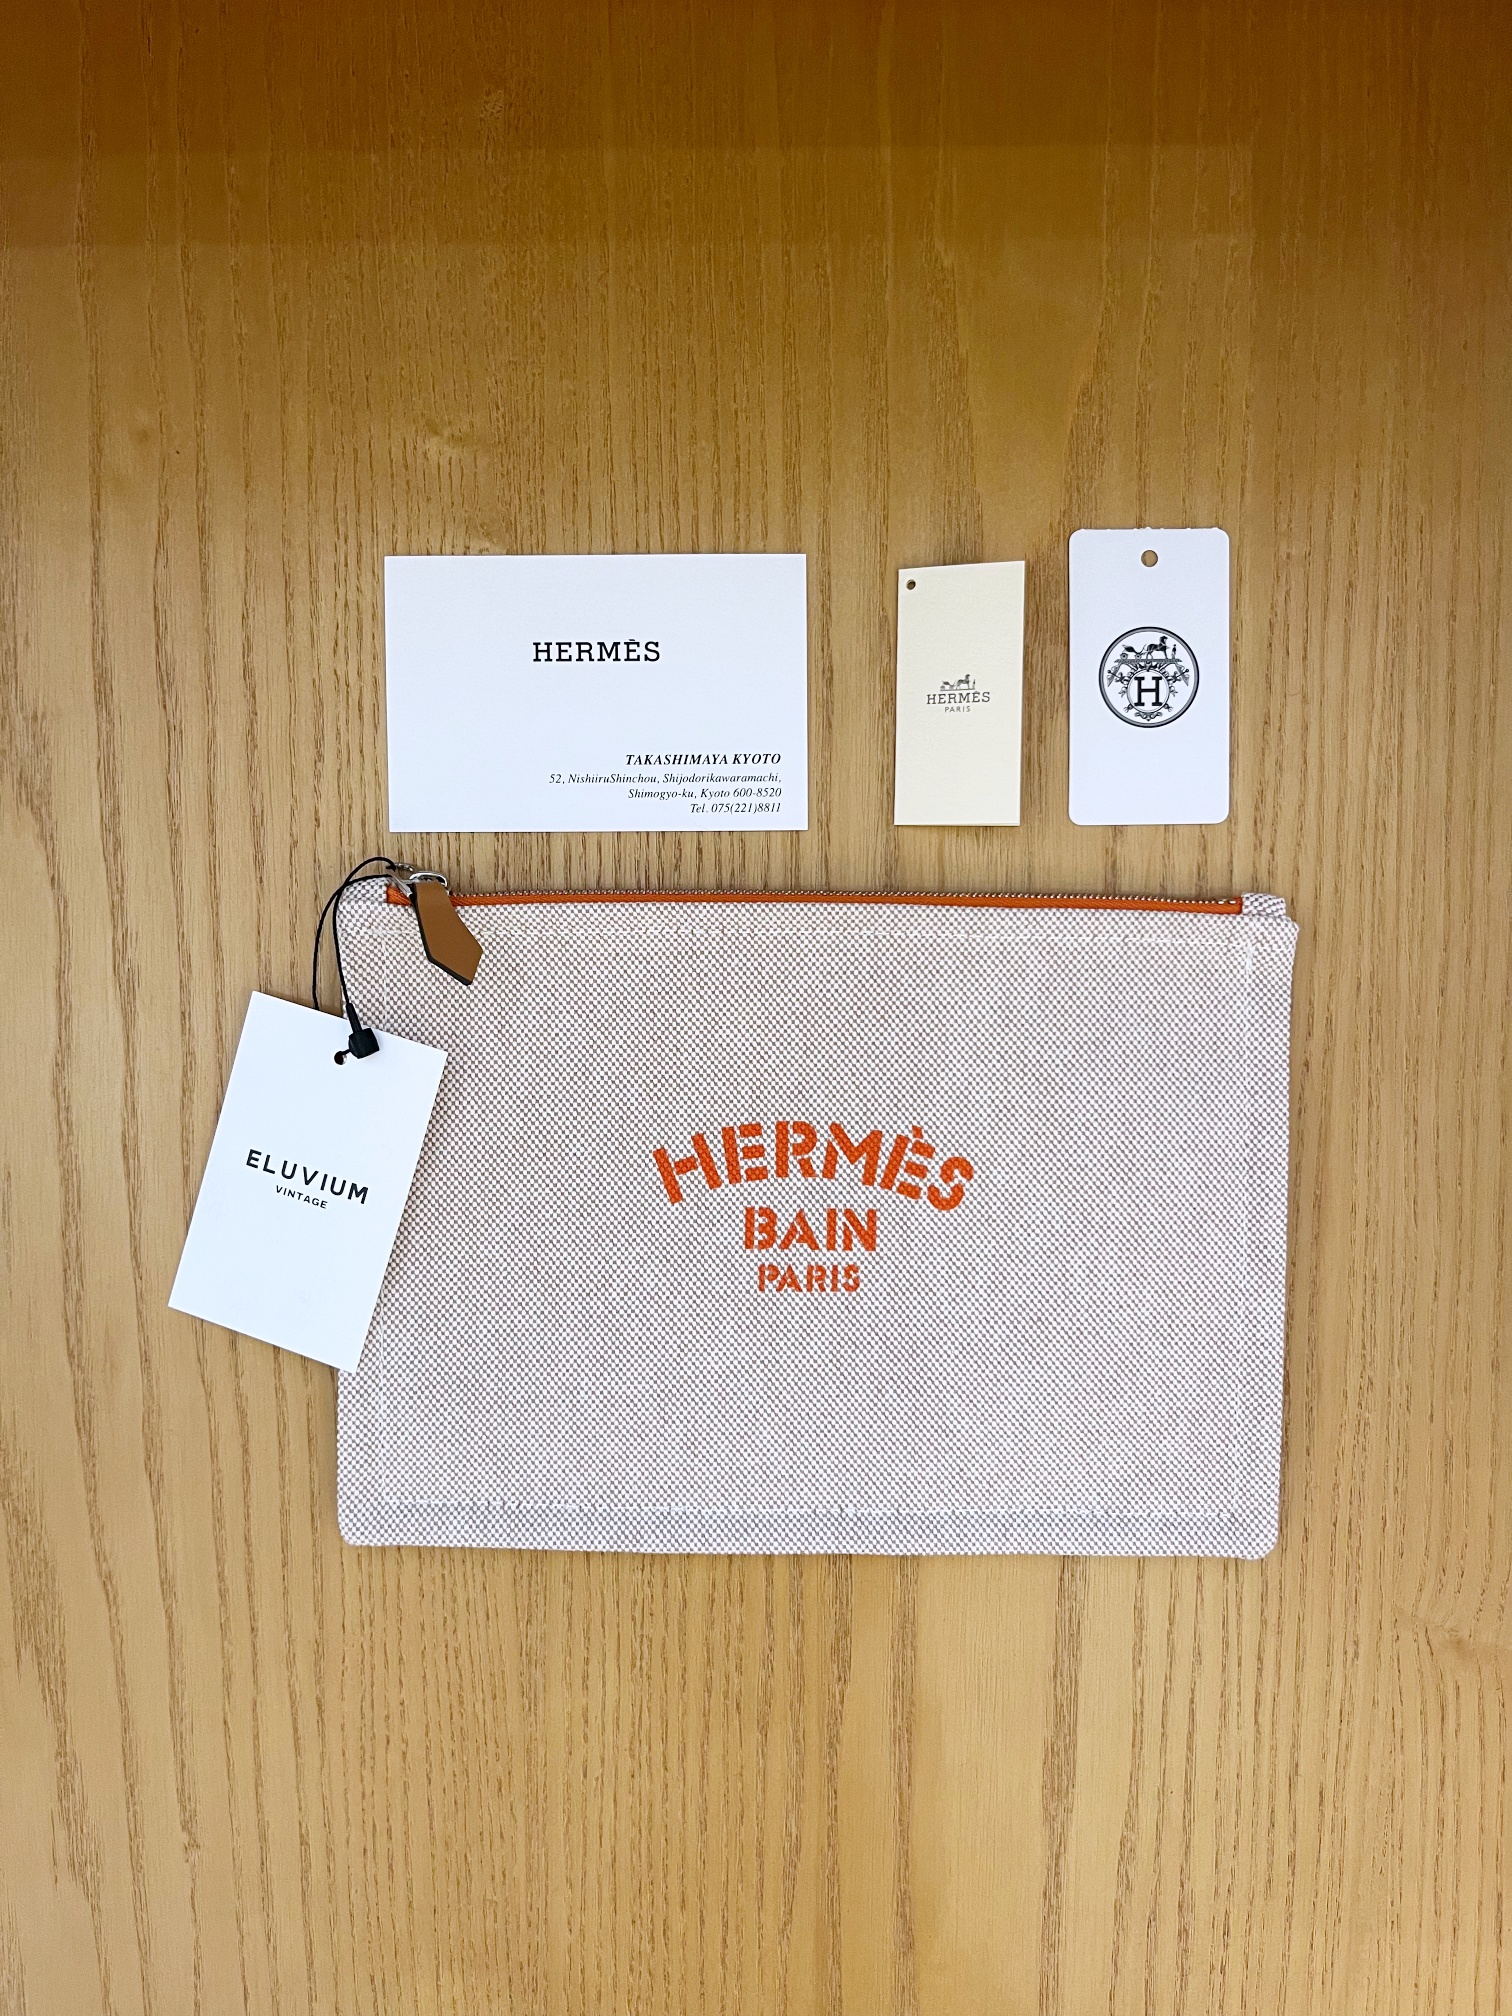 HERMÈS
TAKASHIMAYA KYOTO
52, NishiiruShinchou, Shijodorikawaramachi,
Shimogyo-ku, Kyoto 600-8520
Tel. 075(221)8811
HERMÈS
PARIS
H
ELUVIUM
VINTAGE
HERMÈS
BAIN
PARIS